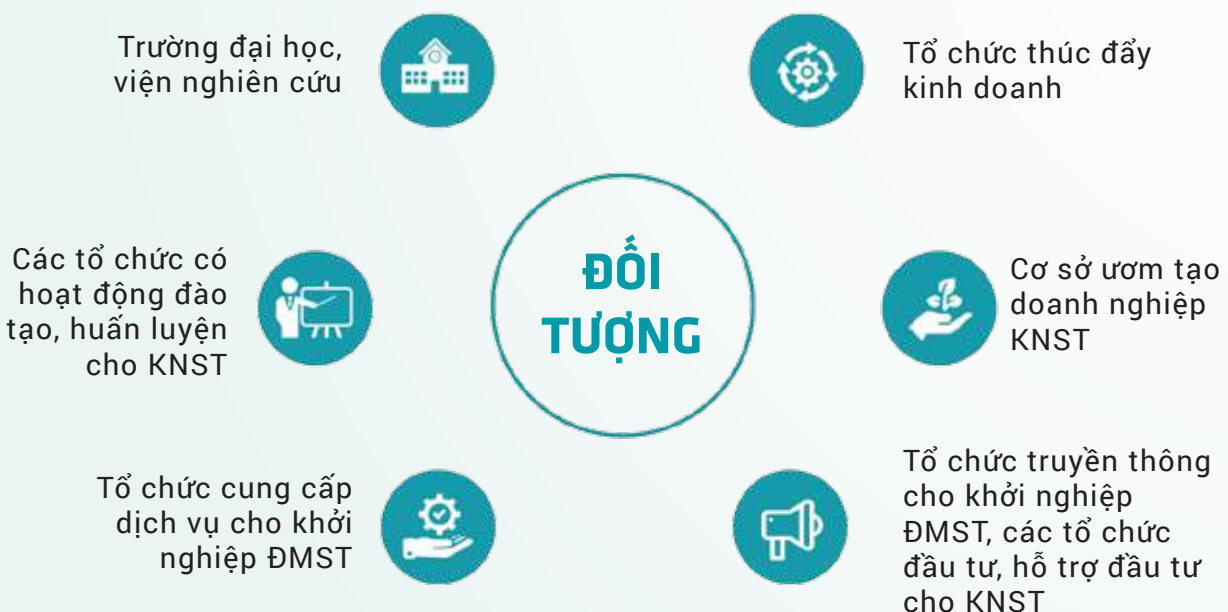 Trường đại học,
viện nghiên cứu
Tổ chức thúc đẩy
kinh doanh
Các tổ chức có
hoạt động đào
tạo, huấn luyện
cho KNST
ĐỐI
TƯỢNG
Cơ sở ươm tạo
doanh nghiệp
KNST
Tổ chức cung cấp
dịch vụ cho khởi
nghiệp ĐMST
Tổ chức truyền thông
cho khởi nghiệp
ĐMST, các tổ chức
đầu tư, hỗ trợ đầu tư
cho KNST